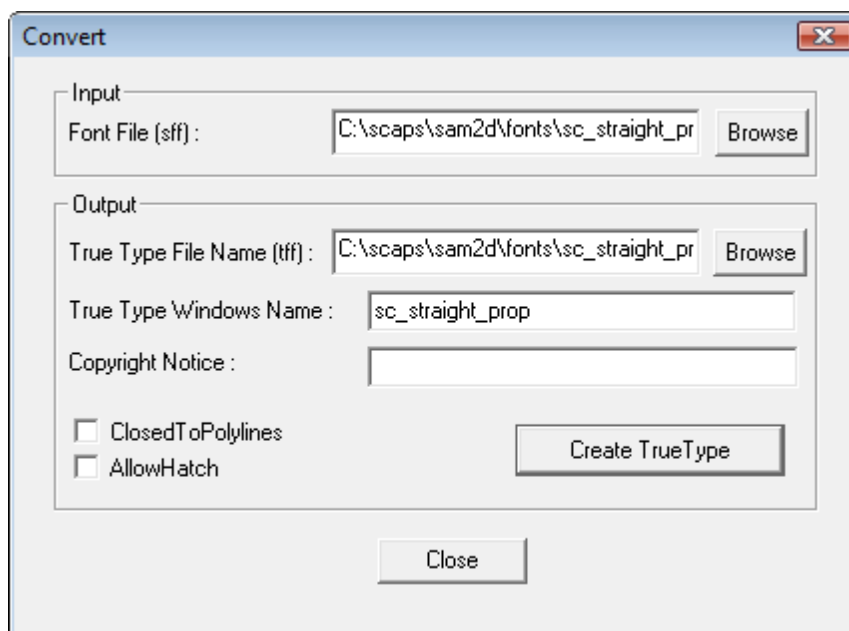 Convert
Input
Font File (sff) : C:\scaps\sam2d\fonts\sc_straight_pr Browse
Output
True Type File Name (tff) : C:\scaps\sam2d\fonts\sc_straight_pr Browse
True Type Windows Name : sc_straight_prop
Copyright Notice :
ClosedToPolylines
AllowHatch
Create TrueType
Close